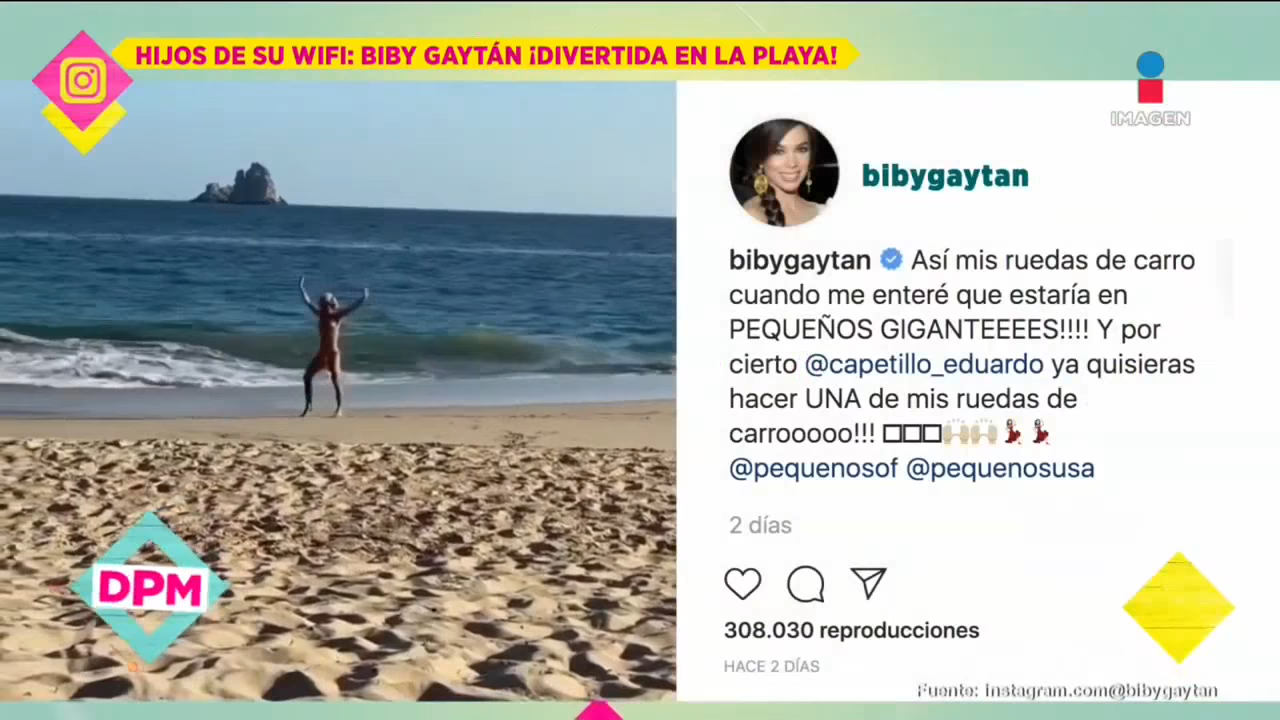 HIJOS DE SU WIFI: BIBY GAYTÁN ¡DIVERTIDA EN LA PLAYA!
IMAGEN
bibygaytan
bibygaytan Así mis ruedas de carro
cuando me enteré que estaría en
PEQUEÑOS GIGANTEEEES!!!! Y por
cierto @capetillo_eduardo ya quisieras
hacer UNA de mis ruedas de
carrooooo!!! 🙌🏻🙌🏻💃🏻💃🏻
@pequenosof @pequenosusa
2 días
DPM
308.030 reproducciones
HACE 2 DÍAS
Fuente: instagram.com@bibygaytan